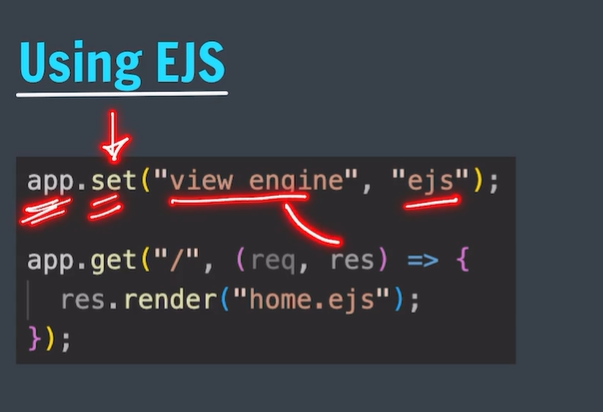 Using EJS
app.set("view engine", "ejs");
app.get("/", (req, res) => {
res.render("home.ejs");
});